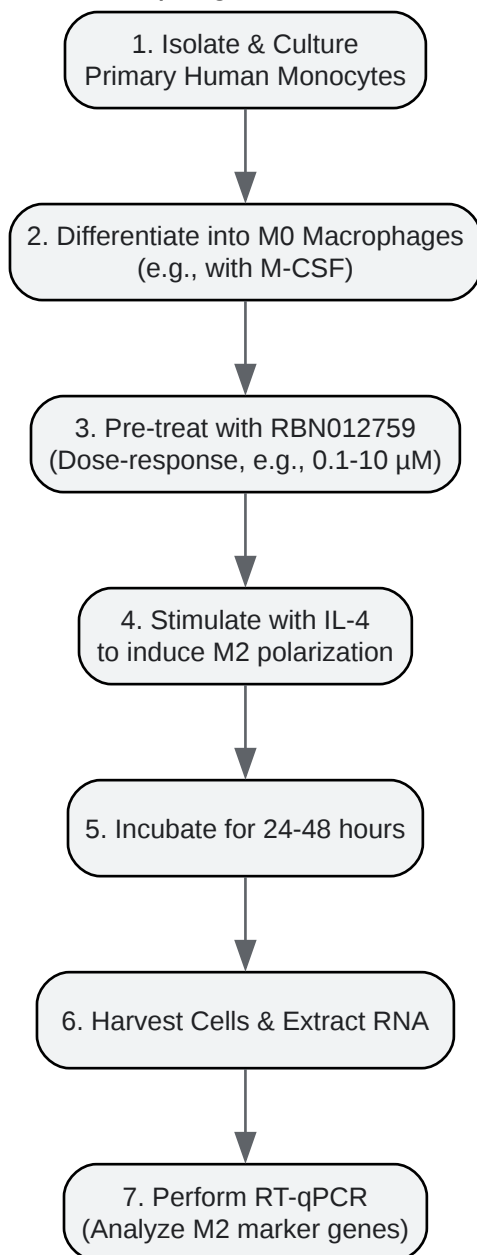 1. Isolate & Culture
Primary Human Monocytes
2. Differentiate into M0 Macrophages
(e.g., with M-CSF)
3. Pre-treat with RBN012759
(Dose-response, e.g., 0.1-10 µM)
4. Stimulate with IL-4
to induce M2 polarization
5. Incubate for 24-48 hours
6. Harvest Cells & Extract RNA
7. Perform RT-qPCR
(Analyze M2 marker genes)